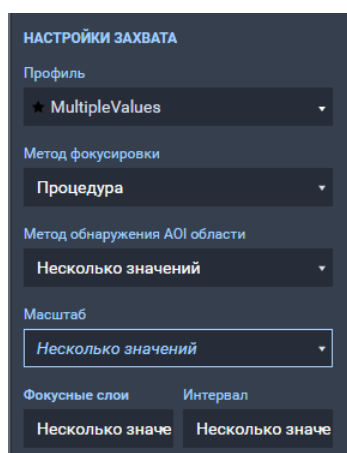 НАСТРОЙКИ ЗАХВАТА
Профиль
★ MultipleValues
Метод фокусировки
Процедура
Метод обнаружения AOI области
Несколько значений
Масштаб
Несколько значений
Фокусные слои Интервал
Несколько значе Несколько значе